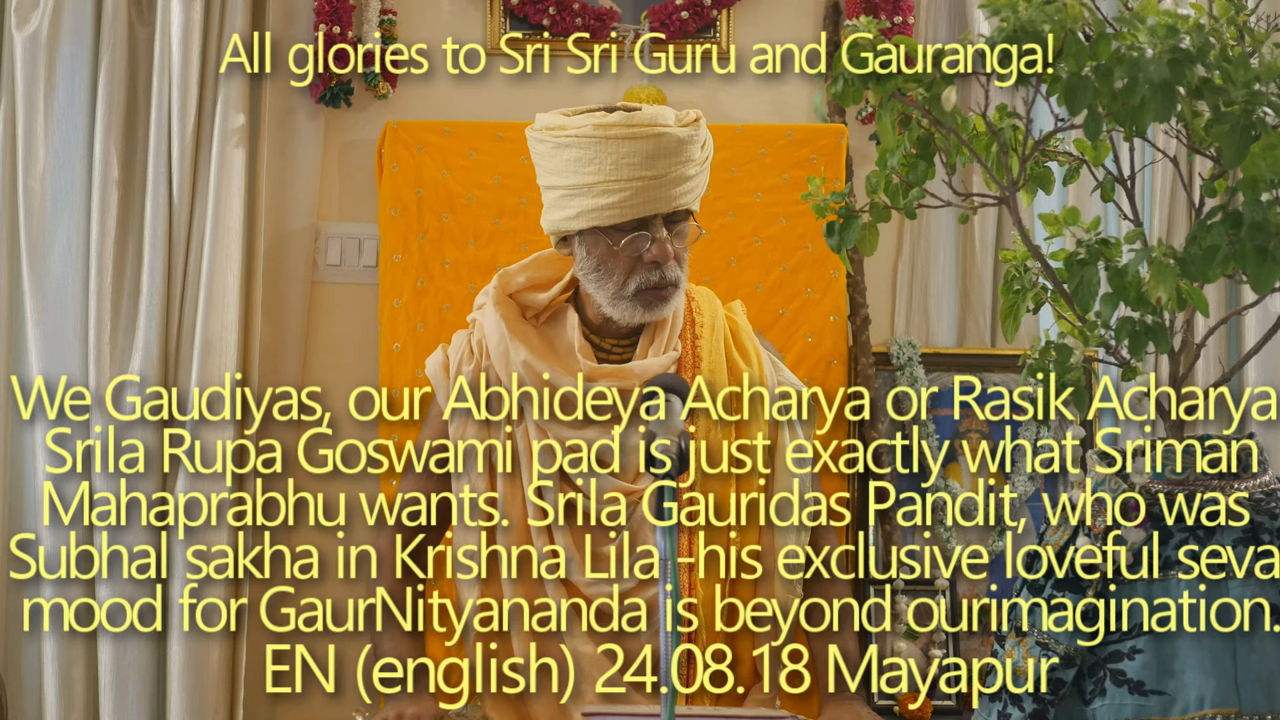 All glories to Sri Sri Guru and Gauranga!
We Gaudiyas, our Abhideya Acharya or Rasik Acharya
Srila Rupa Goswami pad is just exactly what Sriman
Mahaprabhu wants. Srila Gauridas Pandit, who was
Subhal sakha in Krishna Lila - his exclusive loveful seva
mood for GaurNityananda is beyond ourimagination.
EN (english) 24.08.18 Mayapur